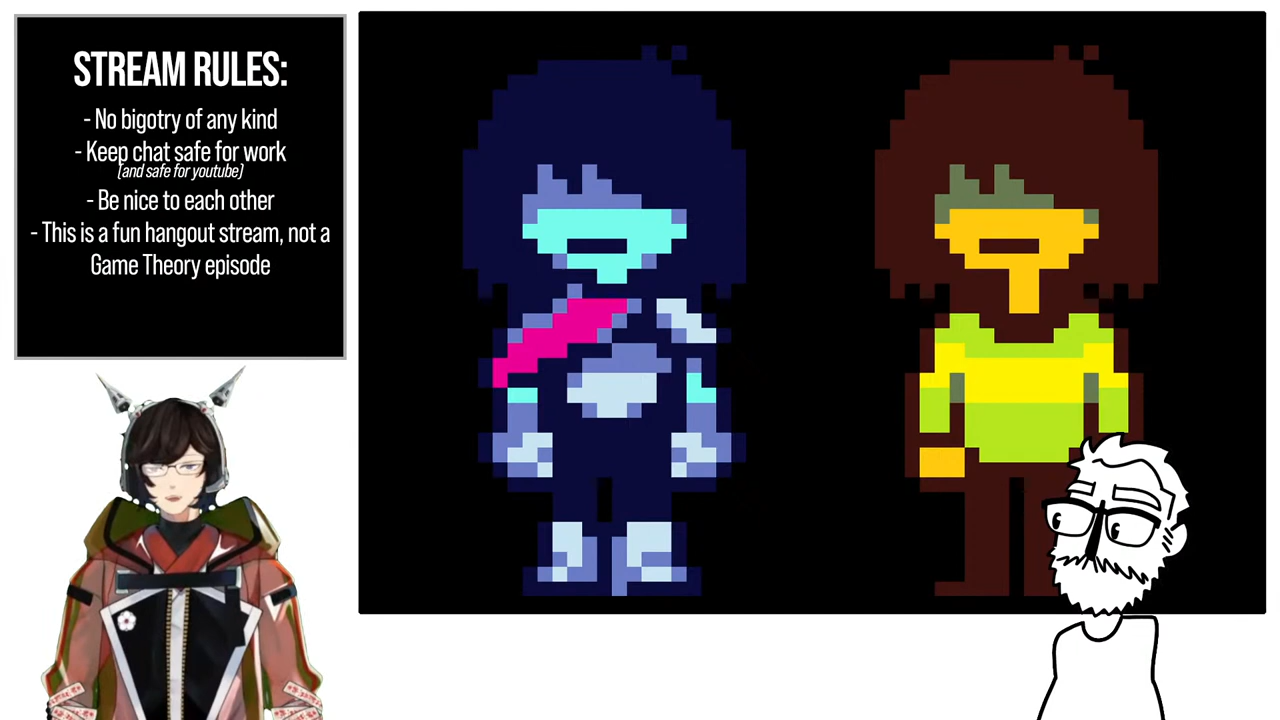 STREAM RULES:
- No bigotry of any kind
- Keep chat safe for work
[and safe for youtube]
- Be nice to each other
- This is a fun hangout stream, not a
Game Theory episode